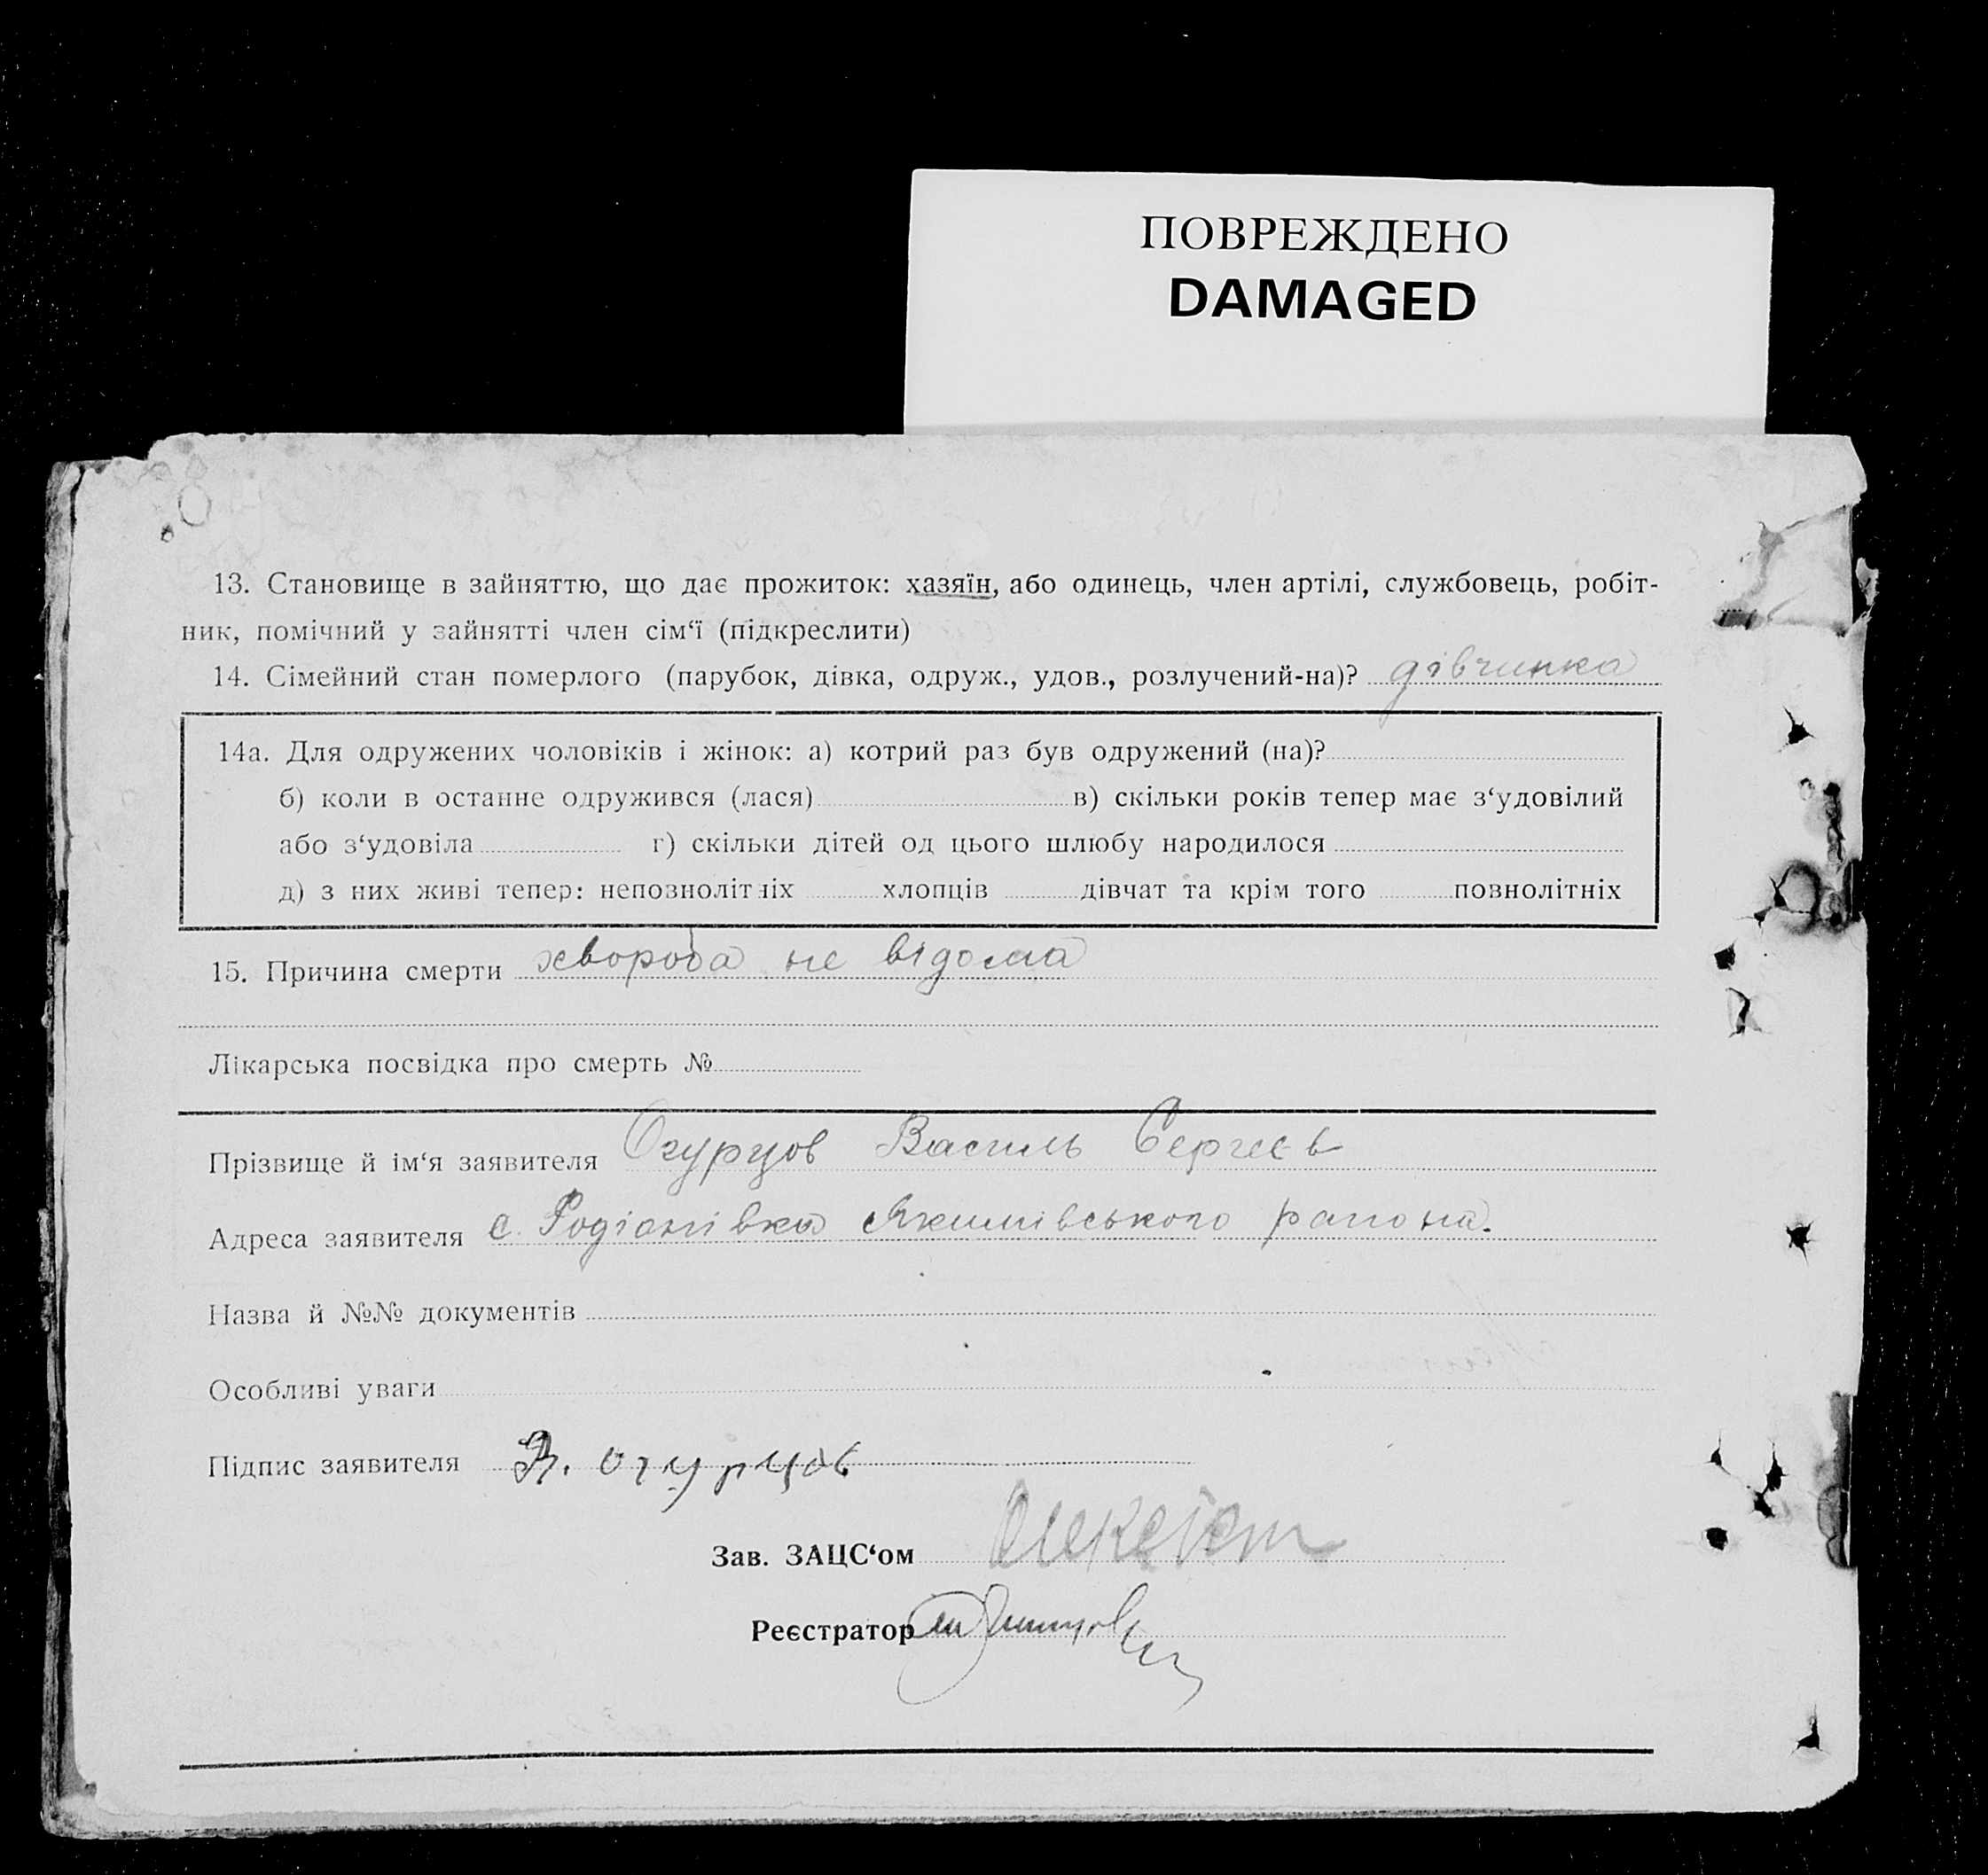 ПОВРЕЖДЕНО
DAMAGED
13. Становище в зайняттю, що дає прожиток: хазяїн, або одинець, член артілі, службовець, робіт-
ник, помічний у зайнятті член сім‘ї (підкреслити)
14. Сімейний стан померлого (парубок, дівка, одруж., удов., розлучений-на)? дівчинка
14а. Для одружених чоловіків і жінок: а) котрий раз був одружений (на)?
б) коли в останнє одружився (лася) в) скільки років тепер має з‘удовілий
або з‘удовіла г) скільки дітей од цього шлюбу народилося
д) з них живі тепер: неповнолітніх хлопців дівчат та крім того повнолітніх
15. Причина смерти хвороба не відома
Лікарська посвідка про смерть №
Прізвище й ім‘я заявителя Огурцов Василь Сергєєв
Адреса заявителя с. Родіонівка Якимівського району.
Назва й №№ документів
Особливі уваги
Підпис заявителя В. Огурцов
Зав. ЗАЦС‘ом
Реєстратор